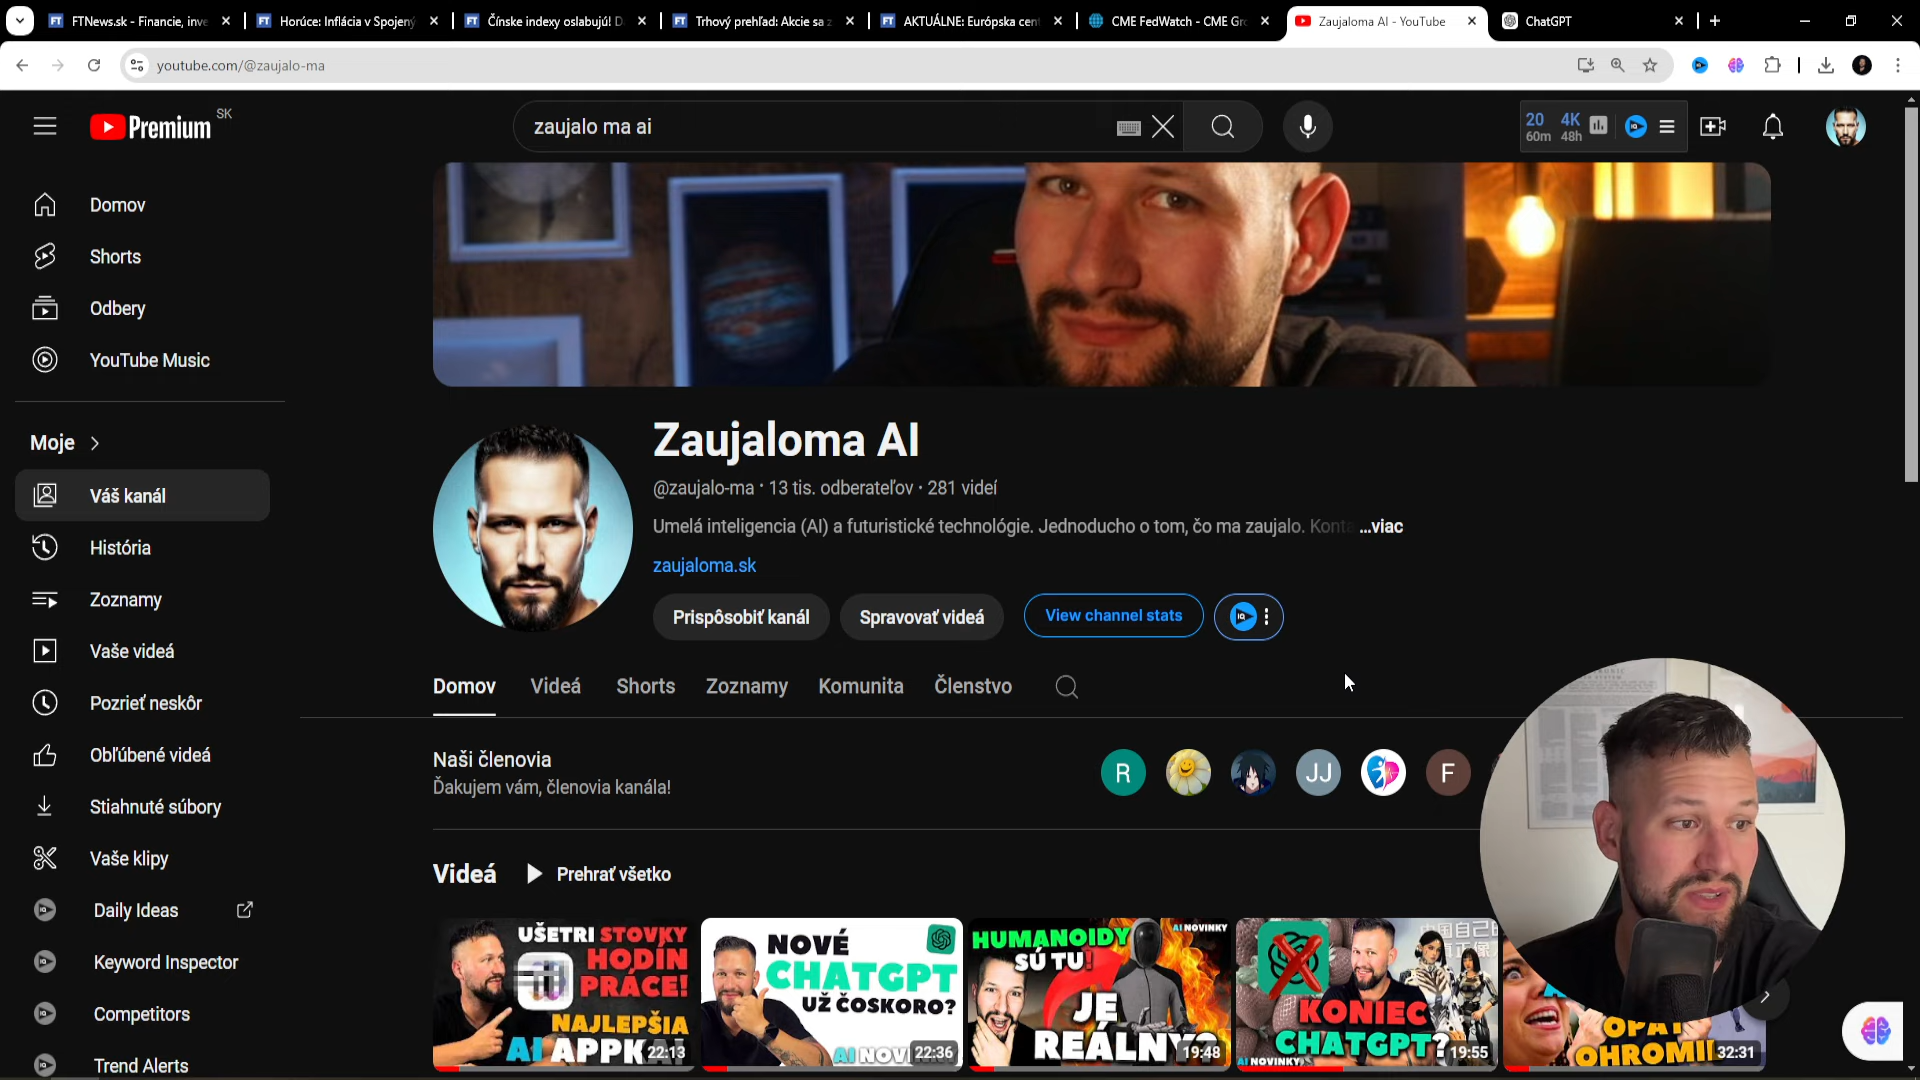 FTNews.sk - Financie, inve
Horúce: Inflácia v Spojený
Čínske indexy oslabujú! D
Trhový prehľad: Akcie sa z
AKTUÁLNE: Európska cent
CME FedWatch - CME Gr
Zaujaloma AI - YouTube
ChatGPT
youtube.com/@zaujalo-ma
Premium
SK
zaujalo ma ai
20
60m
4K
48h
Domov
Shorts
Odbery
YouTube Music
Moje
Váš kanál
História
Zoznamy
Vaše videá
Pozrieť neskôr
Obľúbené videá
Stiahnuté súbory
Vaše klipy
Daily Ideas
Keyword Inspector
Competitors
Trend Alerts
Zaujaloma AI
@zaujalo-ma • 13 tis. odberateľov • 281 videí
Umelá inteligencia (AI) a futuristické technológie. Jednoducho o tom, čo ma zaujalo. Konta ...viac
zaujaloma.sk
Prispôsobiť kanál
Spravovať videá
View channel stats
Domov
Videá
Shorts
Zoznamy
Komunita
Členstvo
Naši členovia
Ďakujem vám, členovia kanála!
R
JJ
F
Videá
Prehrať všetko
UŠETRI STOVKY
HODÍN
PRÁCE!
NAJLEPŠIA
AI APPKA!
22:13
NOVÉ
CHATGPT
UŽ ČOSKORO?
AI NOVI
22:36
HUMANOIDY
SÚ TU!
AI NOVINKY
JE
REÁLNY?
19:48
KONIEC
CHATGPT?
AI NOVINKY
19:55
OPÄŤ
OHROMIL
32:31